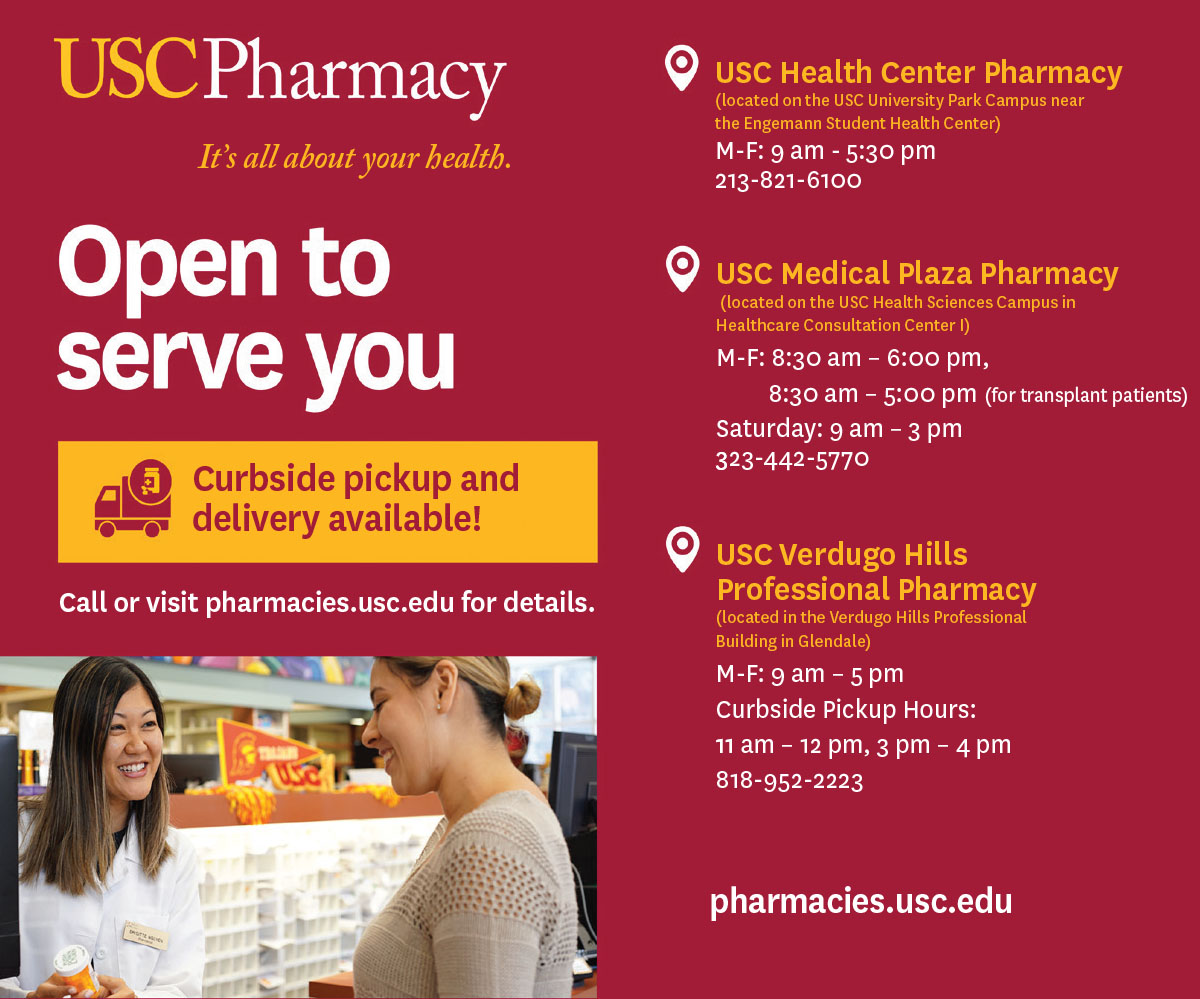 USC Pharmacy
It's all about your health.
Open to
serve you
Curbside pickup and
delivery available!
Call or visit pharmacies.usc.edu for details.
TROJANS
USC
USC Health Center Pharmacy
(located on the USC University Park Campus near
the Engemann Student Health Center)
M-F: 9 am - 5:30 pm
213-821-6100
USC Medical Plaza Pharmacy
(located on the USC Health Sciences Campus in
Healthcare Consultation Center I)
M-F: 8:30 am – 6:00 pm,
8:30 am – 5:00 pm (for transplant patients)
Saturday: 9 am – 3 pm
323-442-5770
USC Verdugo Hills
Professional Pharmacy
(located in the Verdugo Hills Professional
Building in Glendale)
M-F: 9 am – 5 pm
Curbside Pickup Hours:
11 am – 12 pm, 3 pm – 4 pm
818-952-2223
pharmacies.usc.edu